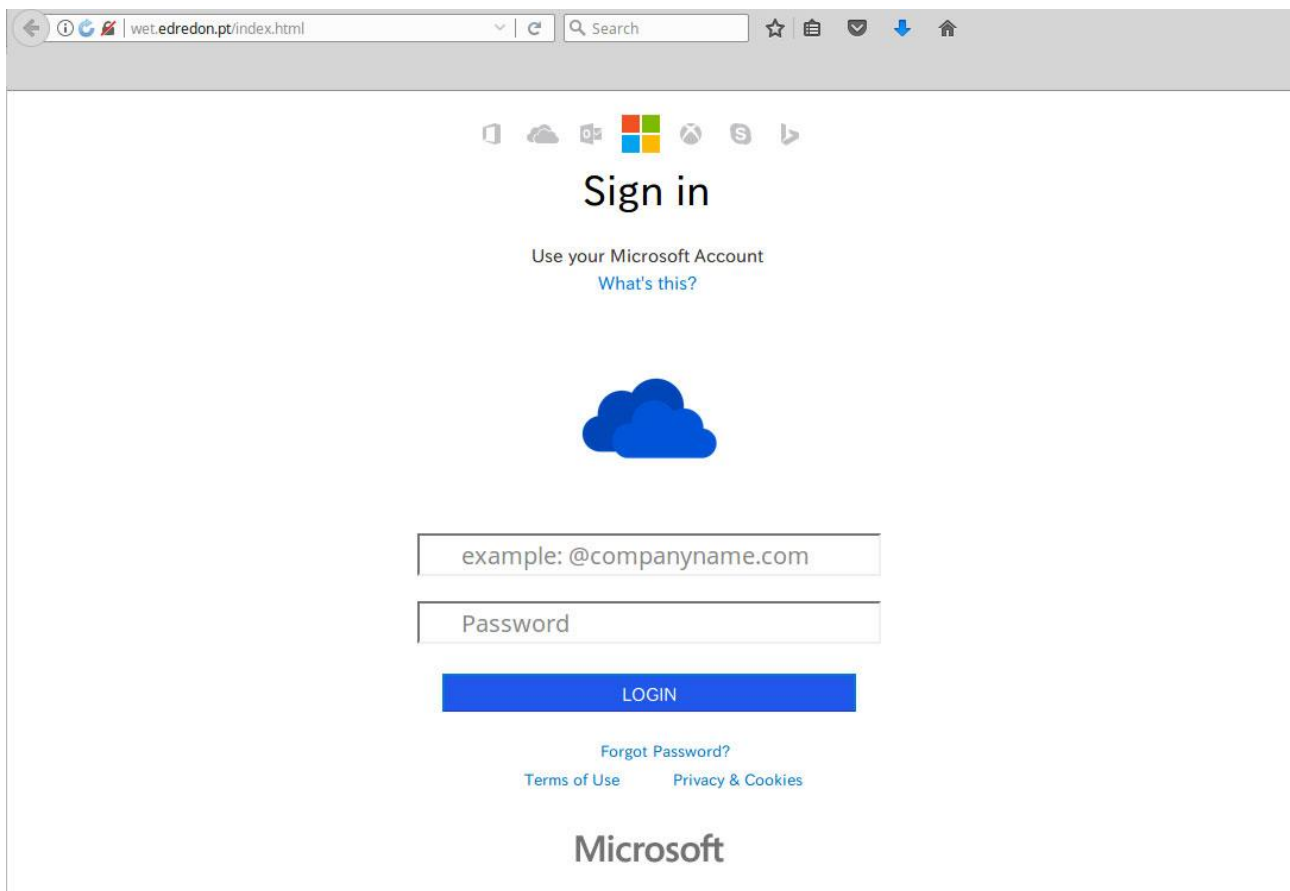 wet.edredon.pt/index.html Search
Sign in
Use your Microsoft Account
What's this?
example: @companyname.com
Password
LOGIN
Forgot Password?
Terms of Use Privacy & Cookies
Microsoft